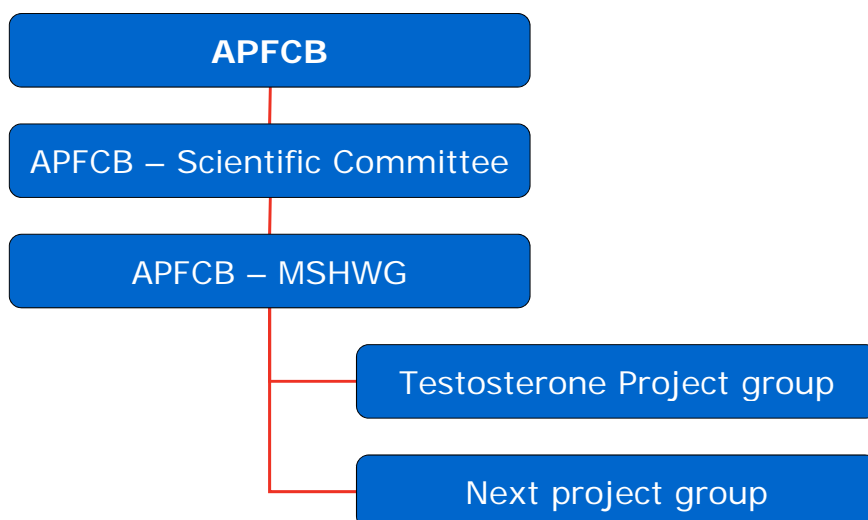 APFCB
APFCB – Scientific Committee
APFCB – MSHWG
Testosterone Project group
Next project group